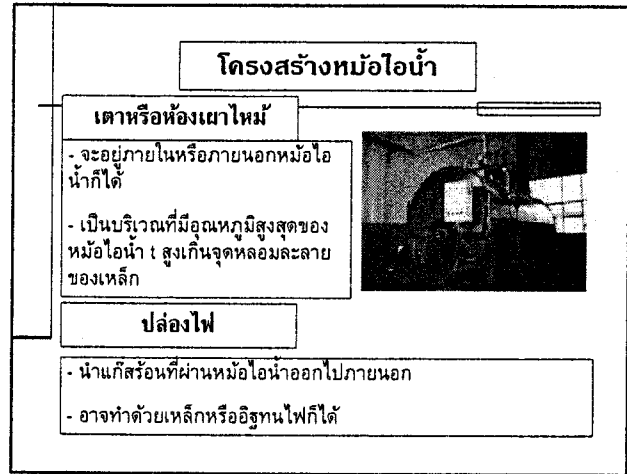 โครงสร้างหม้อไอน้ำ
เตาหรือห้องเผาไหม้
- จะอยู่ภายในหรือภายนอกหม้อไอ
น้ำก็ได้
- เป็นบริเวณที่มีอุณหภูมิสูงสุดของ
หม้อไอน้ำ t สูงเกินจุดหลอมละลาย
ของเหล็ก
ปล่องไฟ
- นำแก๊สร้อนที่ผ่านหม้อไอน้ำออกไปภายนอก
- อาจทำด้วยเหล็กหรืออิฐทนไฟก็ได้